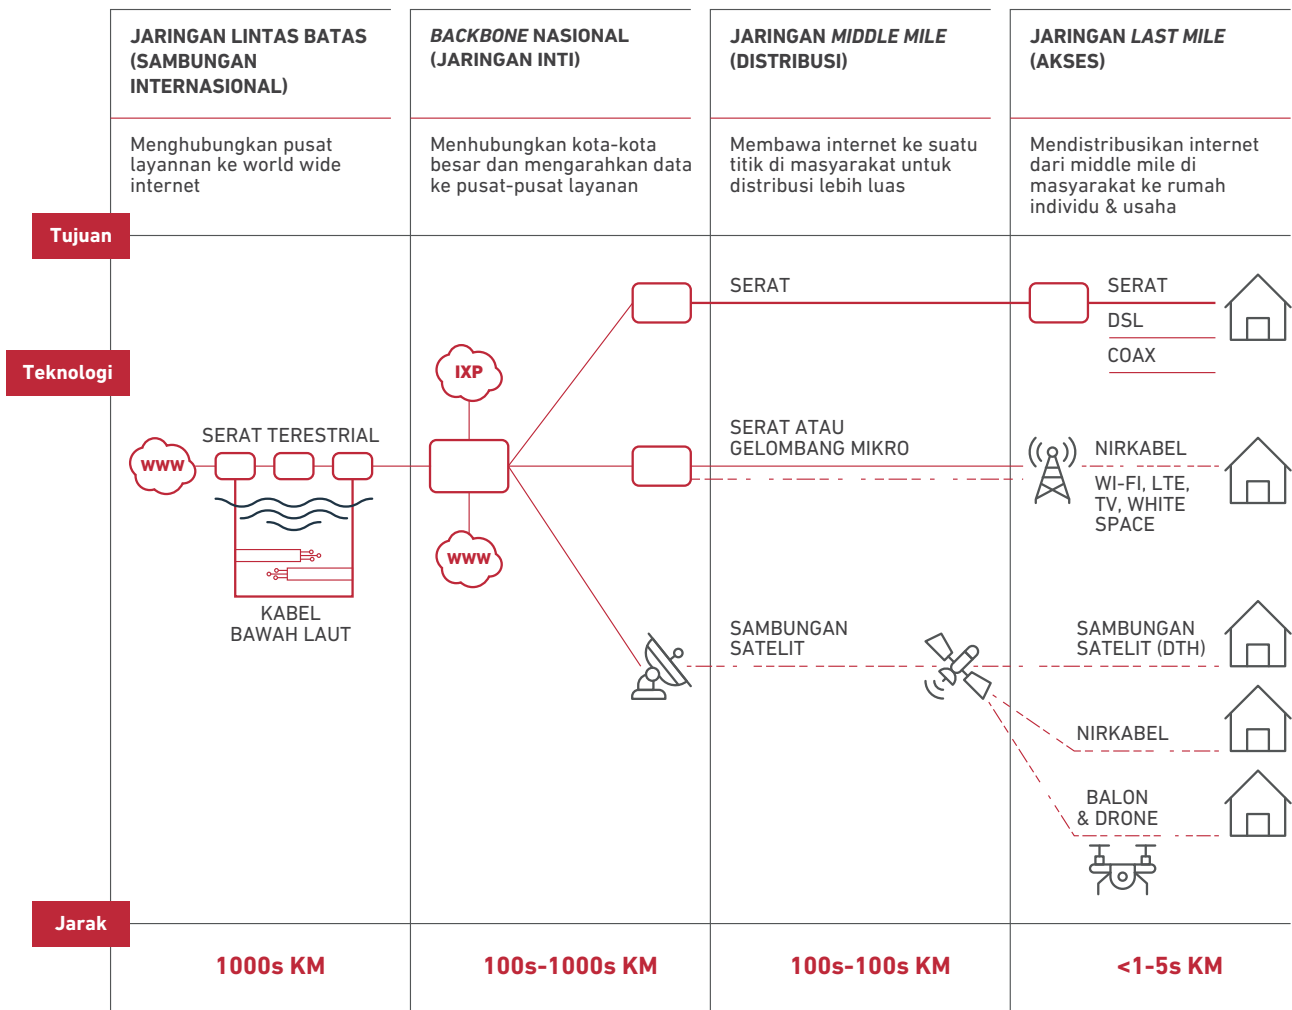 JARINGAN LINTAS BATAS
(SAMBUNGAN
INTERNASIONAL)
BACKBONE NASIONAL
(JARINGAN INTI)
JARINGAN MIDDLE MILE
(DISTRIBUSI)
JARINGAN LAST MILE
(AKSES)
Menghubungkan pusat
layannan ke world wide
internet
Menhubungkan kota-kota
besar dan mengarahkan data
ke pusat-pusat layanan
Membawa internet ke suatu
titik di masyarakat untuk
distribusi lebih luas
Mendistribusikan internet
dari middle mile di
masyarakat ke rumah
individu & usaha
Tujuan
Teknologi
WWW
SERAT TERESTRIAL
KABEL
BAWAH LAUT
IXP
WWW
SERAT
SERAT ATAU
GELOMBANG MIKRO
SAMBUNGAN
SATELIT
SERAT
DSL
COAX
NIRKABEL
WI-FI, LTE,
TV, WHITE
SPACE
SAMBUNGAN
SATELIT (DTH)
NIRKABEL
BALON
& DRONE
Jarak
1000s KM
100s-1000s KM
100s-100s KM
<1-5s KM